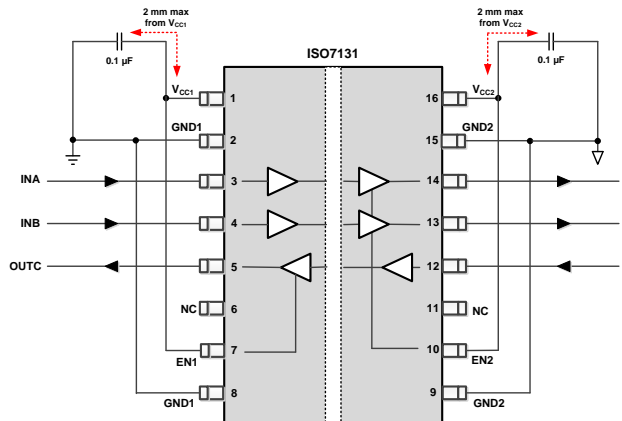 2 mm max
from VCC1
2 mm max
from VCC2
0.1 µF
0.1 µF
ISO7131
VCC1
1
16
VCC2
GND1
2
15
GND2
INA
3
14
INB
4
13
OUTC
5
12
NC
6
11
NC
EN1
7
10
EN2
GND1
8
9
GND2